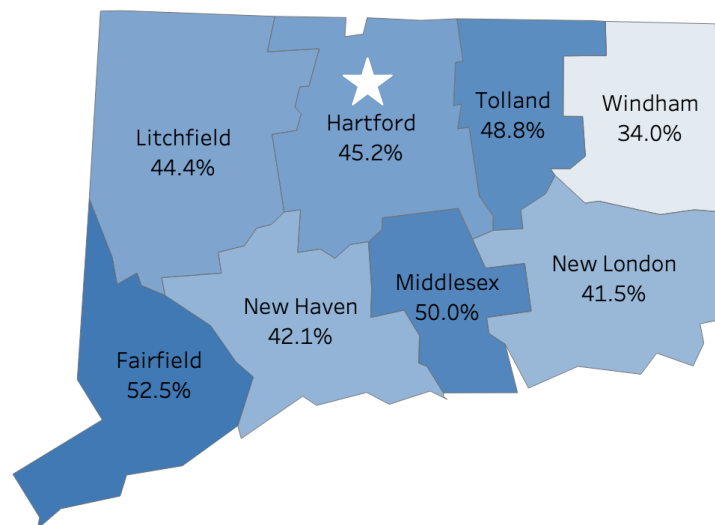 Litchfield
44.4%
Hartford
45.2%
Tolland
48.8%
Windham
34.0%
Fairfield
52.5%
New Haven
42.1%
Middlesex
50.0%
New London
41.5%